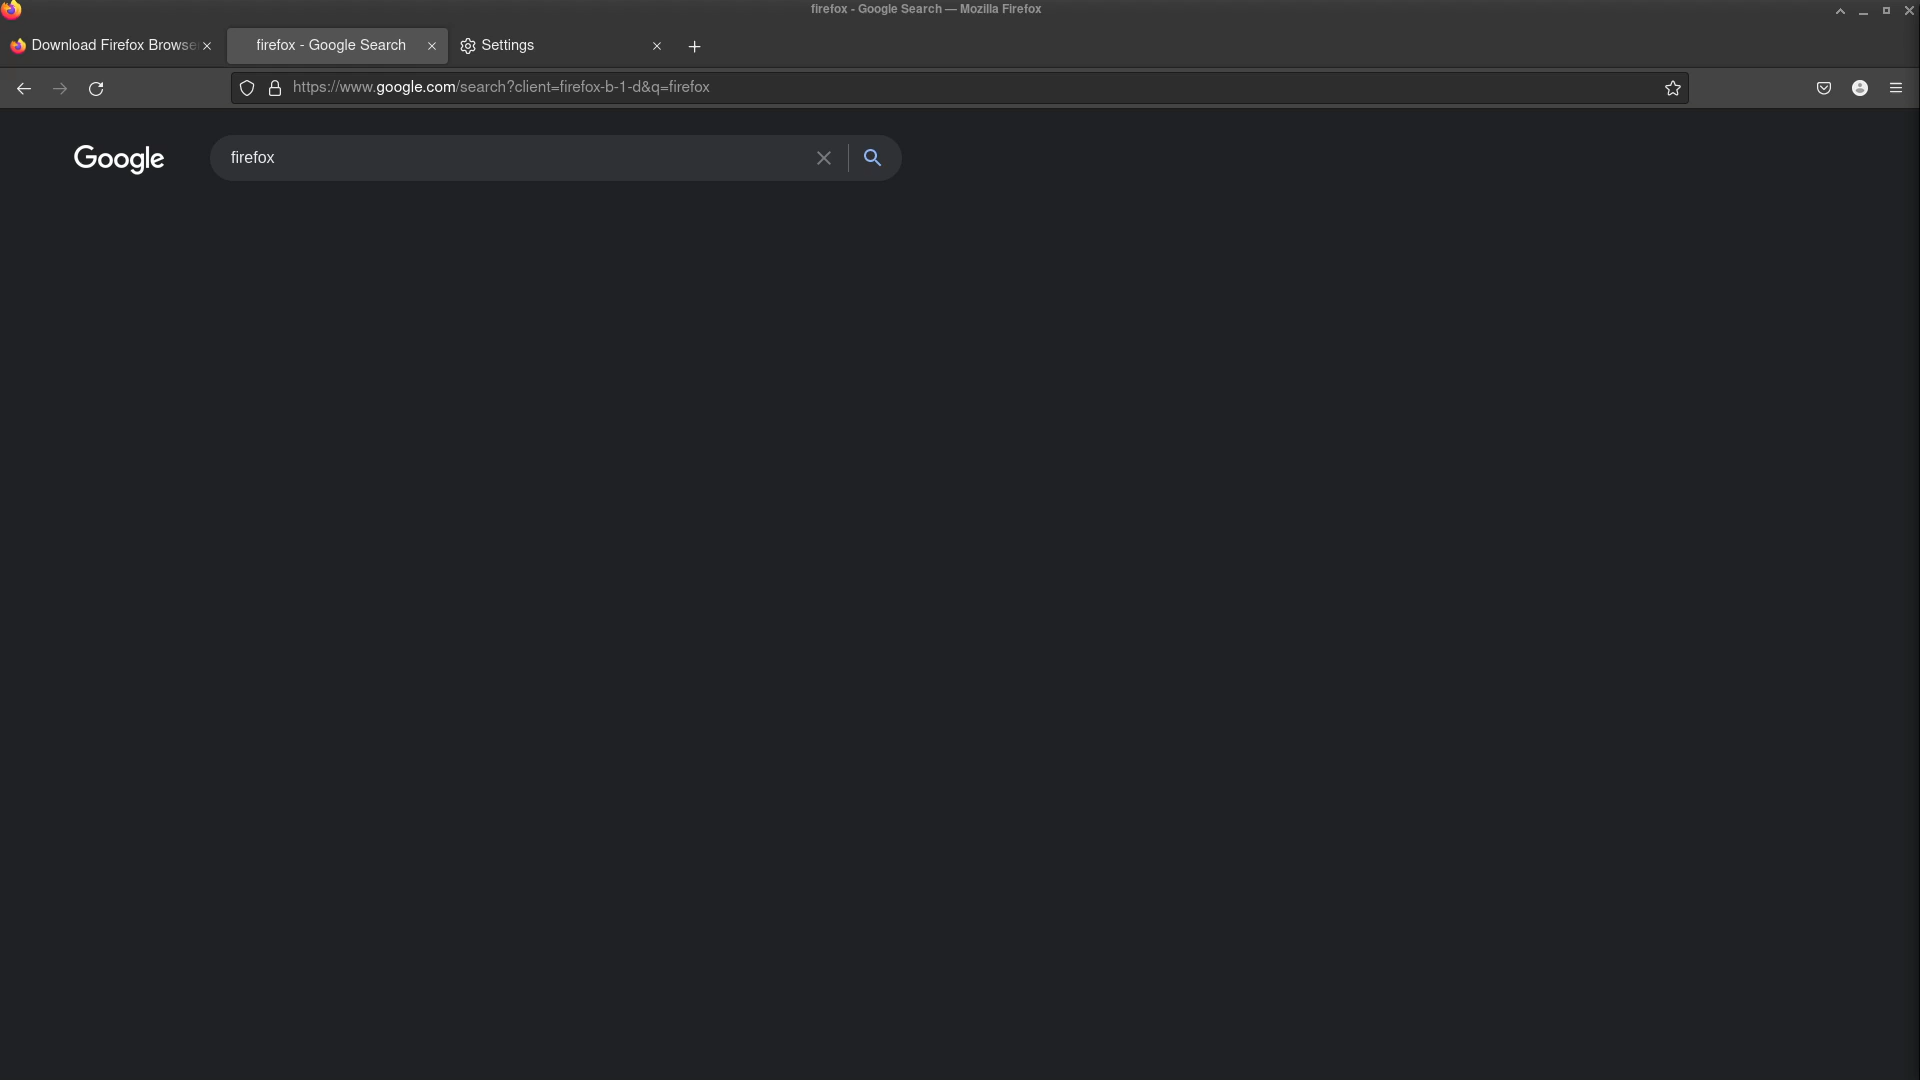 firefox - Google Search — Mozilla Firefox
Download Firefox Browse
firefox - Google Search
Settings
https://www.google.com/search?client=firefox-b-1-d&q=firefox
Google
firefox